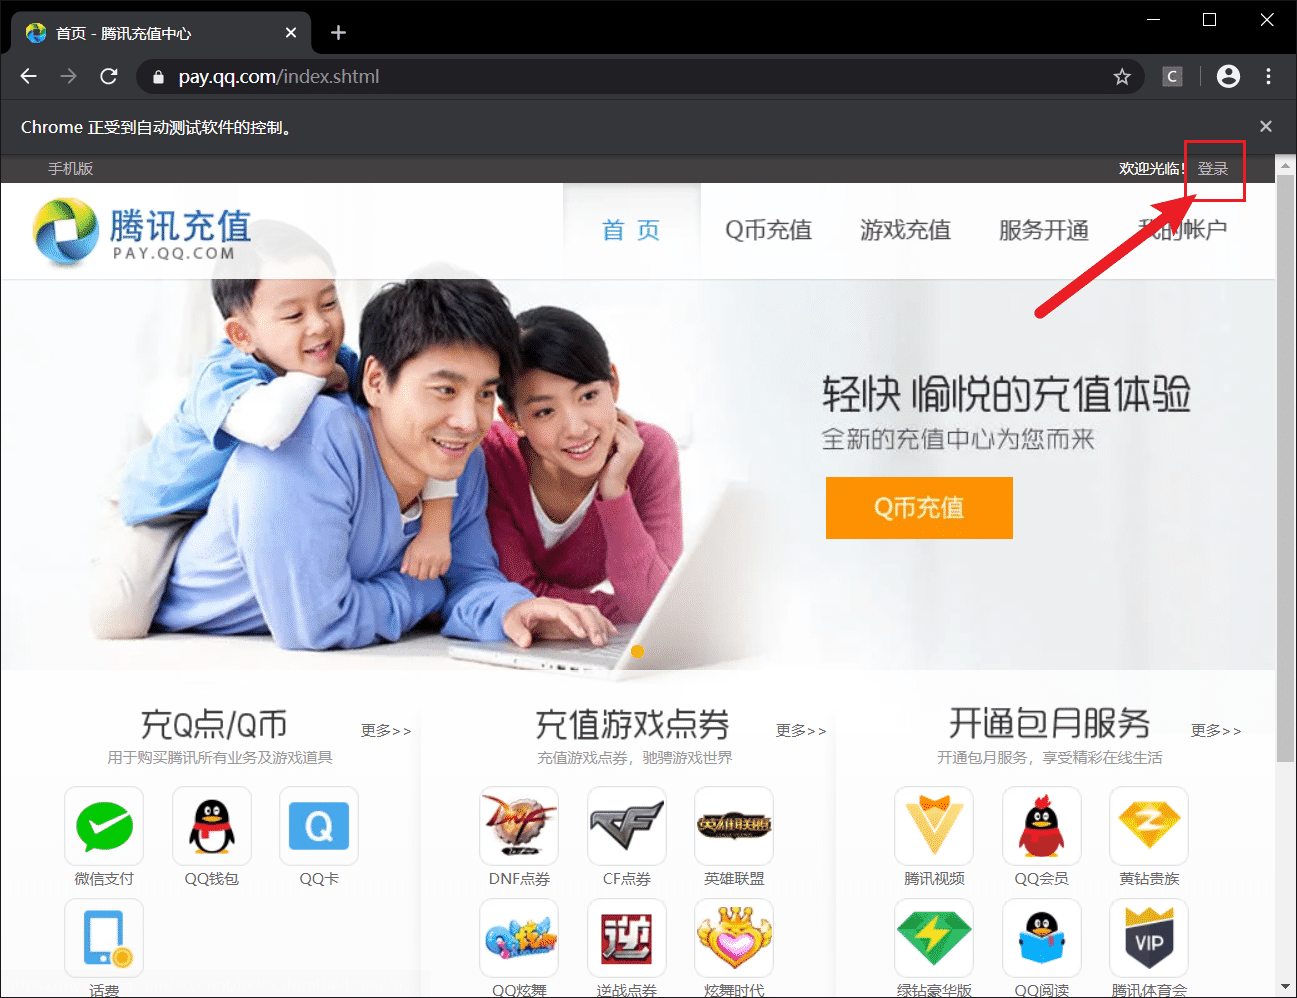 首页 - 腾讯充值中心
pay.qq.com/index.shtml
C
Chrome 正受到自动测试软件的控制。
手机版
欢迎光临! 登录
腾讯充值
PAY.QQ.COM
首 页
Q币充值
游戏充值
服务开通
我的帐户
轻快 愉悦的充值体验
全新的充值中心为您而来
Q币充值
充Q点/Q币
更多>>
用于购买腾讯所有业务及游戏道具
微信支付
QQ钱包
Q
QQ卡
话费
充值游戏点券
更多>>
充值游戏点券，驰骋游戏世界
DNF
DNF点券
CF
CF点券
英雄联盟
英雄联盟
QQ炫舞
逆
逆战点券
炫舞时代
开通包月服务
更多>>
开通包月服务，享受精彩在线生活
腾讯视频
QQ会员
黄钻贵族
绿钻豪华版
QQ阅读
VIP
腾讯体育会